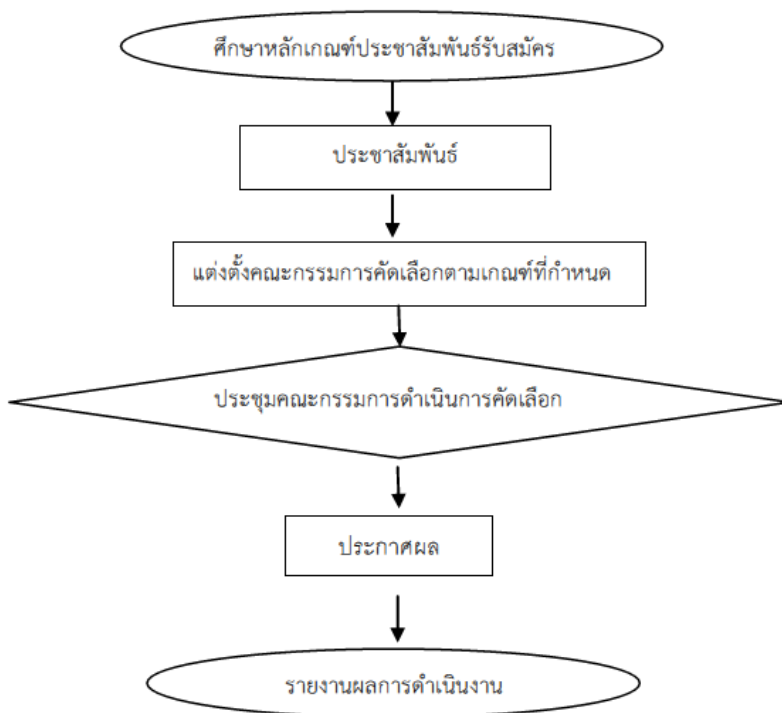 ศึกษาหลักเกณฑ์ประชาสัมพันธ์รับสมัคร
ประชาสัมพันธ์
แต่งตั้งคณะกรรมการคัดเลือกตามเกณฑ์ที่กำหนด
ประชุมคณะกรรมการดำเนินการคัดเลือก
ประกาศผล
รายงานผลการดำเนินงาน